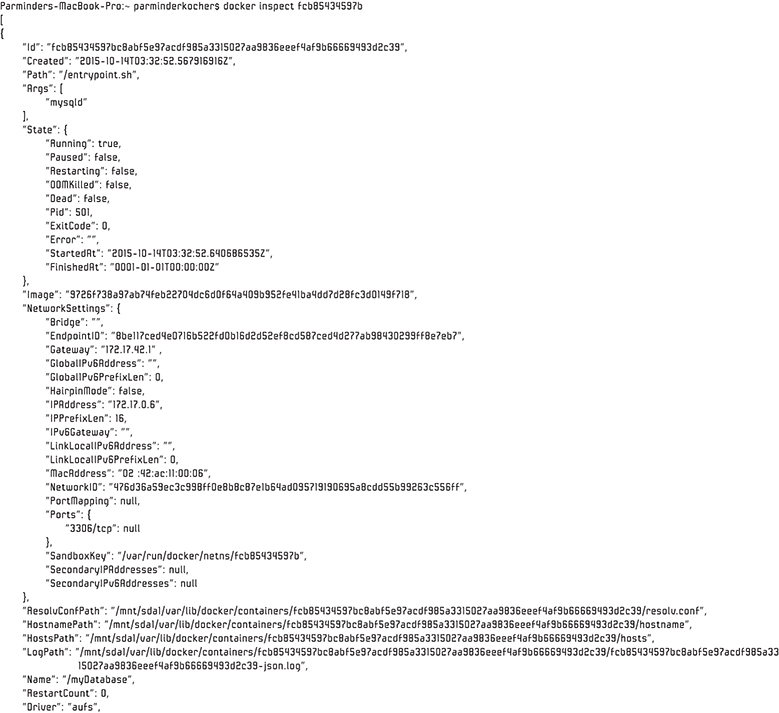 Parminders-MacBook-Pro:~ parminderkocher$ docker inspect fcb85434597b
[
{
"Id": "fcb85434597bc8abf5e97acdf985a3315027aa9836eeef4af9b66669493d2c39",
"Created": "2015-10-14T03:32:52.567916916Z",
"Path": "/entrypoint.sh",
"Args": [
"mysqld"
],
"State": {
"Running": true,
"Paused": false,
"Restarting": false,
"OOMKilled": false,
"Dead": false,
"Pid": 501,
"ExitCode": 0,
"Error": "",
"StartedAt": "2015-10-14T03:32:52.640686535Z",
"FinishedAt": "0001-01-01T00:00:00Z"
},
"Image": "9726f738a97ab74feb22704dc6d0f64a409b952fe41ba4dd7d28fc3d0149f718",
"NetworkSettings": {
"Bridge": "",
"EndpointID": "8be117ced4e0716b522fd0b16d2d52ef8cd587ced4d277ab98430299ff8e7eb7",
"Gateway": "172.17.42.1" ,
"GlobalIPv6Address": "",
"GlobalIPv6PrefixLen": 0,
"HairpinMode": false,
"IPAddress": "172.17.0.6",
"IPPrefixLen": 16,
"IPv6Gateway": "",
"LinkLocalIPv6Address": "",
"LinkLocalIPv6PrefixLen": 0,
"MacAddress": "02 :42:ac:11:00:06",
"NetworkID": "476d36a59ec3c998ff0e8b8c87e1b64ad095719190695a8cdd55b99263c556ff",
"PortMapping": null,
"Ports": {
"3306/tcp": null
},
"SandboxKey": "/var/run/docker/netns/fcb85434597b",
"SecondaryIPAddresses": null,
"SecondaryIPv6Addresses": null
},
"ResolvConfPath": "/mnt/sda1/var/lib/docker/containers/fcb85434597bc8abf5e97acdf985a3315027aa9836eeef4af9b66669493d2c39/resolv.conf",
"HostnamePath": "/mnt/sda1/var/lib/docker/containers/fcb85434597bc8abf5e97acdf985a3315027aa9836eeef4af9b66669493d2c39/hostname",
"HostsPath": "/mnt/sda1/var/lib/docker/containers/fcb85434597bc8abf5e97acdf985a3315027aa9836eeef4af9b66669493d2c39/hosts",
"LogPath": "/mnt/sda1/var/lib/docker/containers/fcb85434597bc8abf5e97acdf985a3315027aa9836eeef4af9b66669493d2c39/fcb85434597bc8abf5e97acdf985a33
15027aa9836eeef4af9b66669493d2c39-json.log",
"Name": "/myDatabase",
"RestartCount": 0,
"Driver": "aufs",